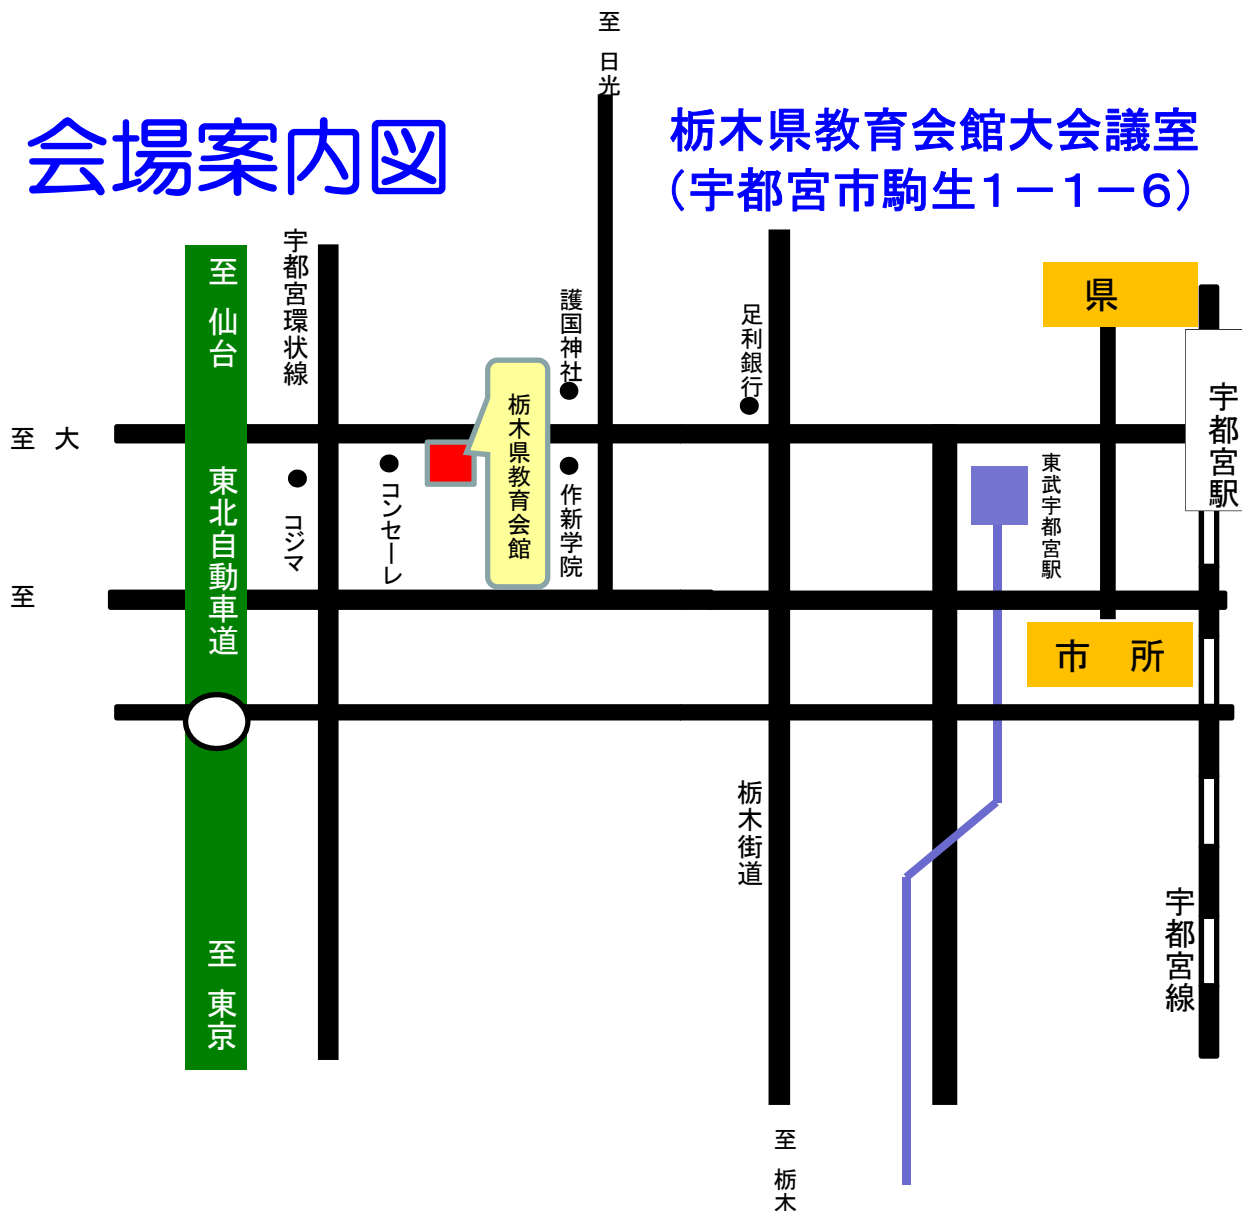 至 日光
会場案内図
栃木県教育会館大会議室
（宇都宮市駒生１－１－６）
至 仙台
宇都宮環状線
護国神社
足利銀行
県
宇都宮駅
栃木県教育会館
至 大
東北自動車道
コジマ
コンセーレ
作新学院
東武宇都宮駅
至
市 所
栃木街道
宇都宮線
至 東京
至 栃木